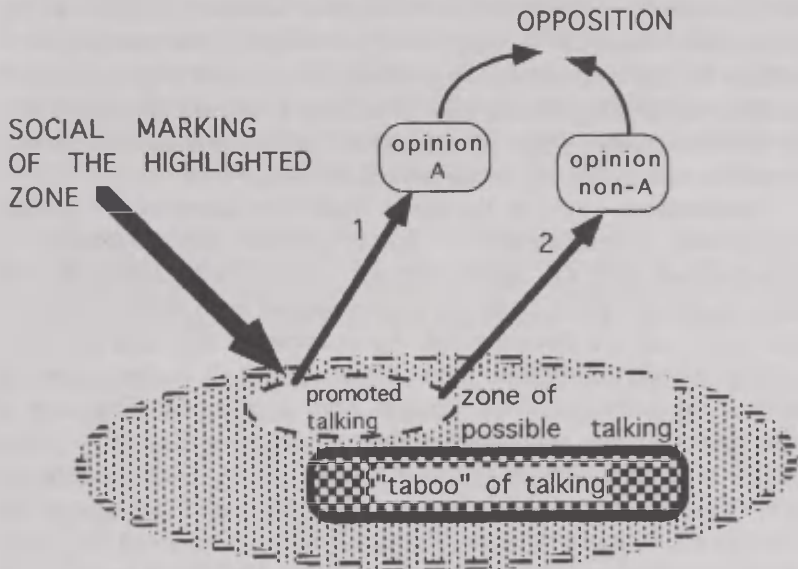 OPPOSITION
SOCIAL MARKING
OF THE HIGHLIGHTED
ZONE
opinion
A
opinion
non-A
1
2
promoted
talking
zone of
possible talking
"taboo" of talking